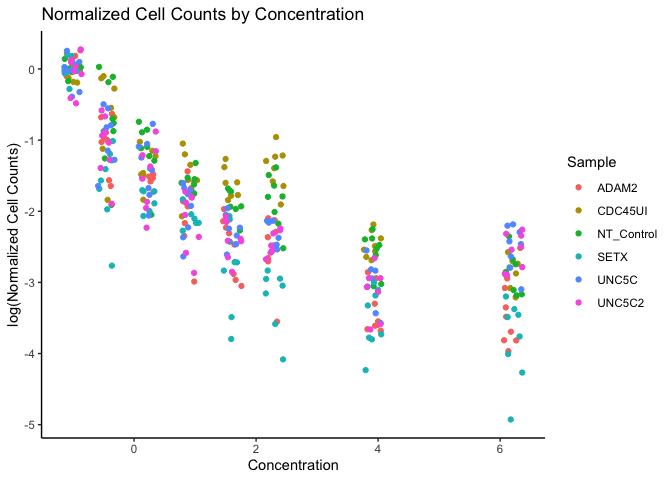 Normalized Cell Counts by Concentration
log(Normalized Cell Counts)
0
-1
-2
-3
-4
-5
0
2
4
6
Concentration
Sample
ADAM2
CDC45UI
NT_Control
SETX
UNC5C
UNC5C2